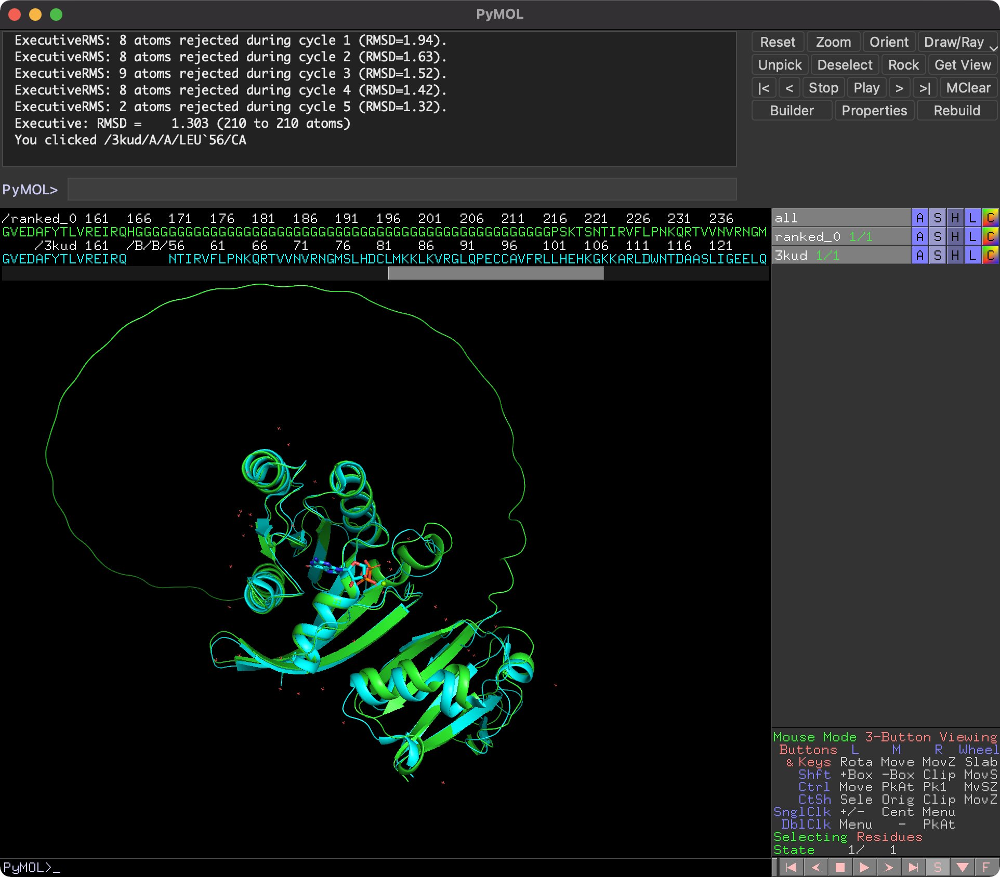 PyMOL
ExecutiveRMS: 8 atoms rejected during cycle 1 (RMSD=1.94).
ExecutiveRMS: 8 atoms rejected during cycle 2 (RMSD=1.63).
ExecutiveRMS: 9 atoms rejected during cycle 3 (RMSD=1.52).
ExecutiveRMS: 8 atoms rejected during cycle 4 (RMSD=1.42).
ExecutiveRMS: 2 atoms rejected during cycle 5 (RMSD=1.32).
Executive: RMSD =    1.303 (210 to 210 atoms)
You clicked /3kud/A/A/LEU`56/CA
Reset Zoom Orient Draw/Ray
Unpick Deselect Rock Get View
|< < Stop Play > >| MClear
Builder Properties Rebuild
PyMOL>
/ranked_0 161 166 171 176 181 186 191 196 201 206 211 216 221 226 231 236
GVEDAFYTLVREIRQHGGGGGGGGGGGGGGGGGGGGGGGGGGGGGGGGGGGGGGGGGGGGGGGGGGPSKTSNTIRVFLPNKQRTVVNVRNGM
/3kud 161 /B/B/56 61 66 71 76 81 86 91 96 101 106 111 116 121
GVEDAFYTLVREIRQ NTIRVFLPNKQRTVVNVRNGMSLHDCLMKKLKVRGLQPECCAVFRLLHEHKGKKARLDWNTDAASLIGEELQ
all A S H L C
ranked_0 1/1 A S H L C
3kud 1/1 A S H L C
Mouse Mode 3-Button Viewing
Buttons L M R Wheel
& Keys Rota Move MovZ Slab
Shft +Box -Box Clip MovS
Ctrl Move PkAt Pk1 MvSZ
CtSh Sele Orig Clip MovZ
SnglClk +/- Cent Menu
DblClk Menu - PkAt
Selecting Residues
State 1/ 1
PyMOL>_
S F